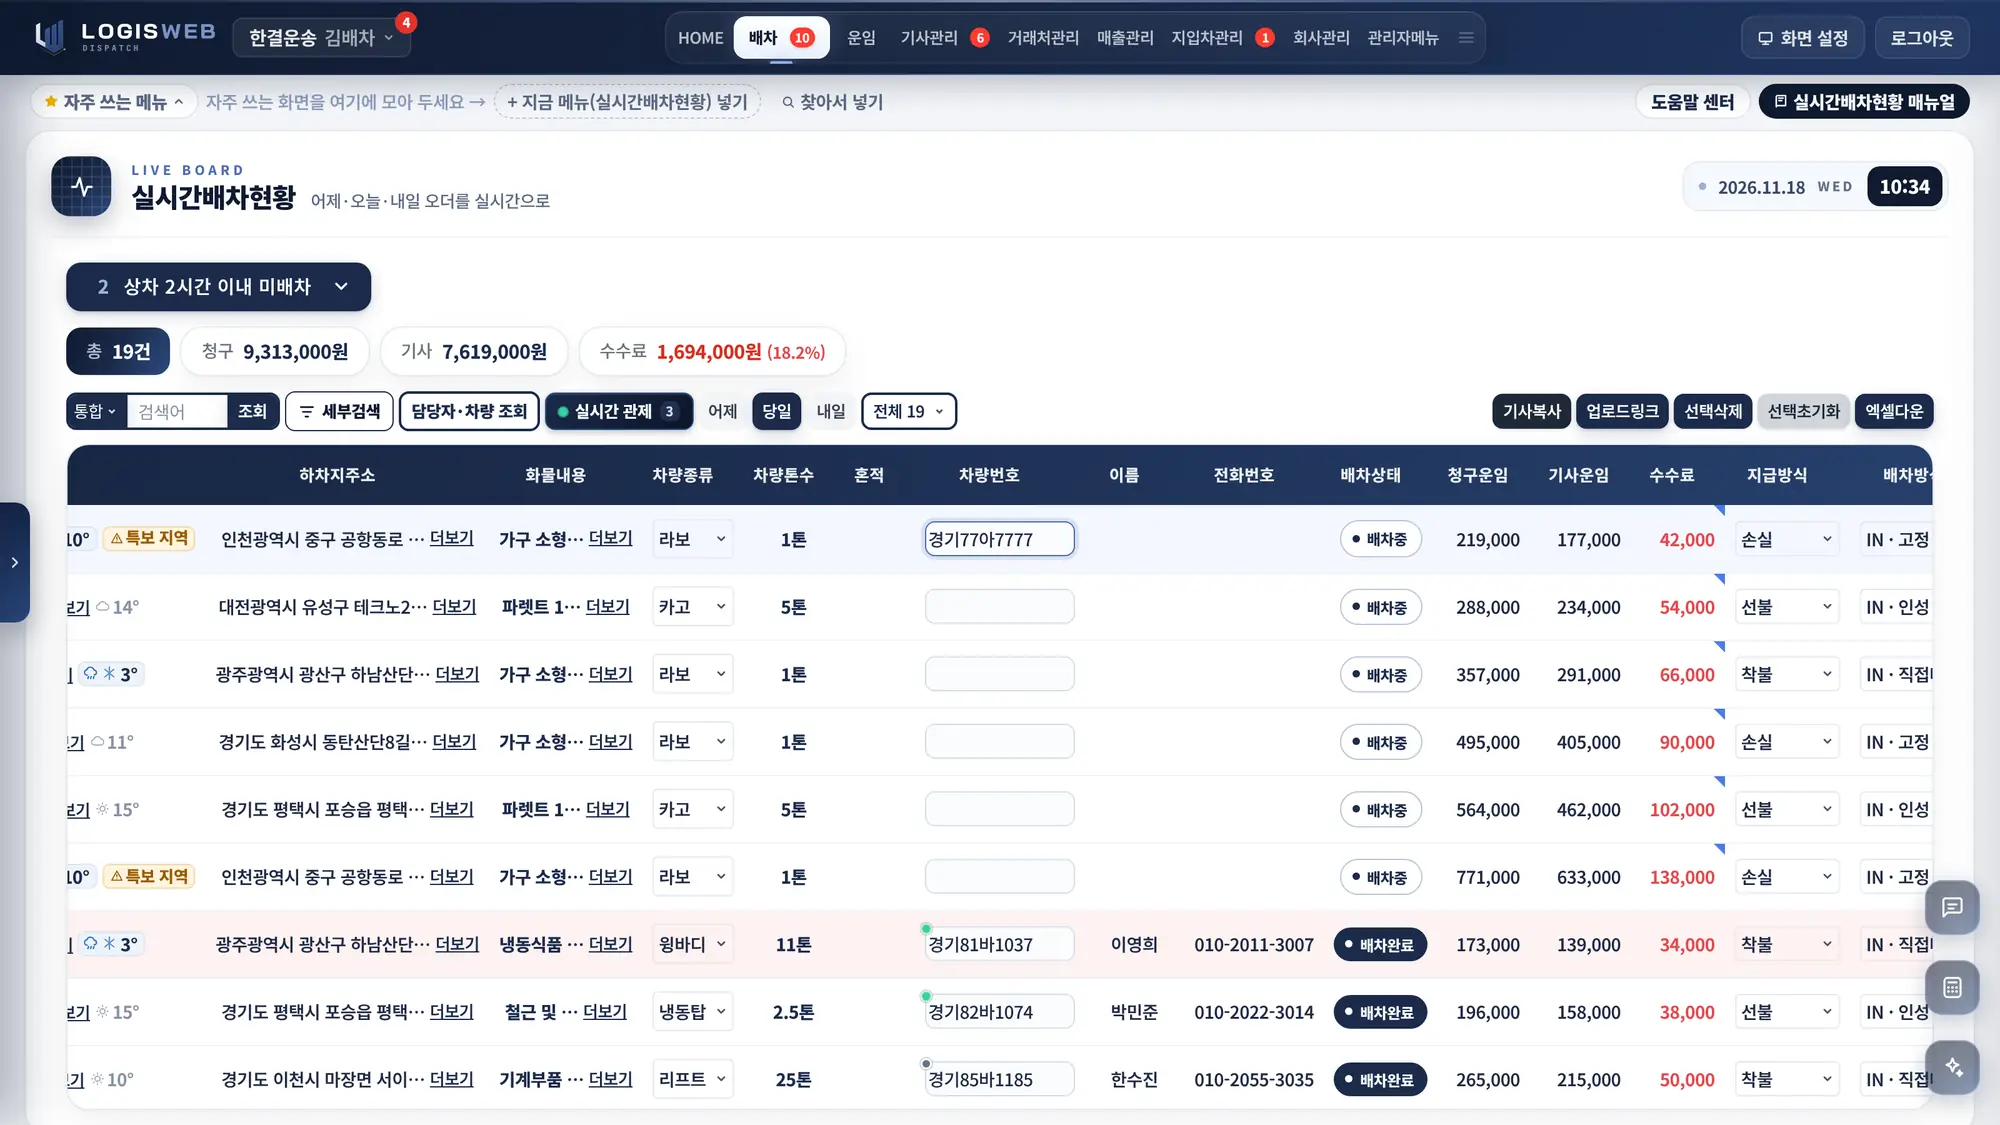 LOGISWEB
DISPATCH
한결운송 김배차 4
HOME 배차 10 운임 기사관리 6 거래처관리 매출관리 지입차관리 1 회사관리 관리자메뉴
화면 설정 로그아웃
자주 쓰는 메뉴 자주 쓰는 화면을 여기에 모아 두세요 → + 지금 메뉴(실시간배차현황) 넣기 찾아서 넣기 도움말 센터 실시간배차현황 매뉴얼
LIVE BOARD
실시간배차현황 어제·오늘·내일 오더를 실시간으로
2026.11.18 WED 10:34
2 상차 2시간 이내 미배차
총 19건 청구 9,313,000원 기사 7,619,000원 수수료 1,694,000원 (18.2%)
통합 검색어 조회 세부검색 담당자·차량 조회 실시간 관제 3 어제 당일 내일 전체 19 기사복사 업로드링크 선택삭제 선택초기화 엑셀다운
하차지주소 화물내용 차량종류 차량톤수 혼적 차량번호 이름 전화번호 배차상태 청구운임 기사운임 수수료 지급방식 배차방
10° 특보 지역 인천광역시 중구 공항동로 ··· 더보기 가구 소형··· 더보기 라보 1톤 경기77아7777 배차중 219,000 177,000 42,000 손실 IN · 고정
보기 14° 대전광역시 유성구 테크노2··· 더보기 파렛트 1··· 더보기 카고 5톤 배차중 288,000 234,000 54,000 선불 IN · 인성
3° 광주광역시 광산구 하남산단··· 더보기 가구 소형··· 더보기 라보 1톤 배차중 357,000 291,000 66,000 착불 IN · 직접
보기 11° 경기도 화성시 동탄산단8길··· 더보기 가구 소형··· 더보기 라보 1톤 배차중 495,000 405,000 90,000 손실 IN · 고정
보기 15° 경기도 평택시 포승읍 평택··· 더보기 파렛트 1··· 더보기 카고 5톤 배차중 564,000 462,000 102,000 선불 IN · 인성
10° 특보 지역 인천광역시 중구 공항동로 ··· 더보기 가구 소형··· 더보기 라보 1톤 배차중 771,000 633,000 138,000 손실 IN · 고정
3° 광주광역시 광산구 하남산단··· 더보기 냉동식품 ··· 더보기 윙바디 11톤 경기81바1037 이영희 010-2011-3007 배차완료 173,000 139,000 34,000 착불 IN · 직접
보기 15° 경기도 평택시 포승읍 평택··· 더보기 철근 및 ··· 더보기 냉동탑 2.5톤 경기82바1074 박민준 010-2022-3014 배차완료 196,000 158,000 38,000 선불 IN · 인성
보기 10° 경기도 이천시 마장면 서이··· 더보기 기계부품 ··· 더보기 리프트 25톤 경기85바1185 한수진 010-2055-3035 배차완료 265,000 215,000 50,000 착불 IN · 직접